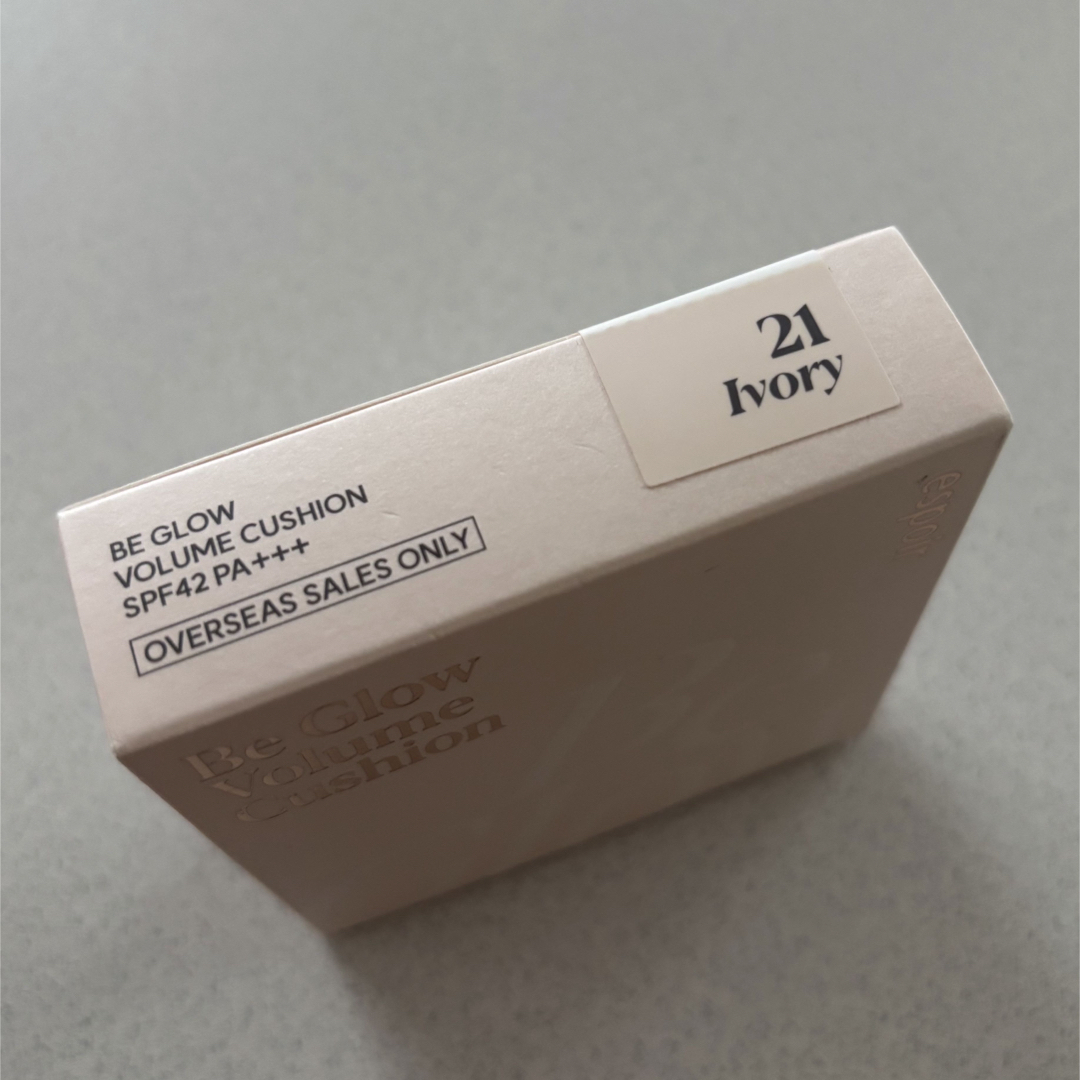 21
Ivory
BE GLOW
VOLUME CUSHION
SPF42 PA+++
OVERSEAS SALES ONLY
Be Glow
Volume
Cushion
espoir